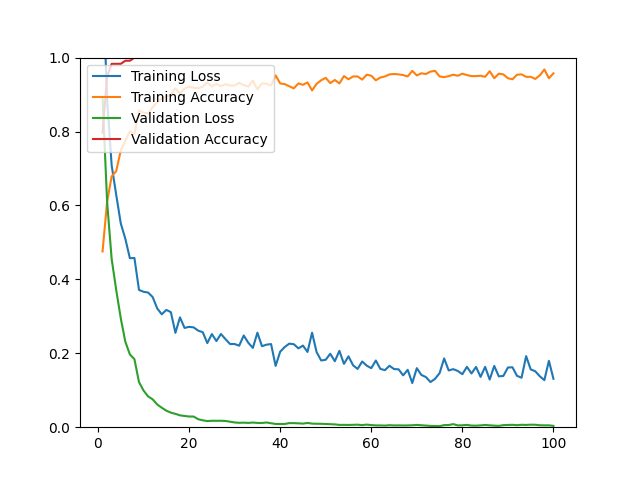 1.0
0.8
0.6
0.4
0.2
0.0
Training Loss
Training Accuracy
Validation Loss
Validation Accuracy
0 20 40 60 80 100